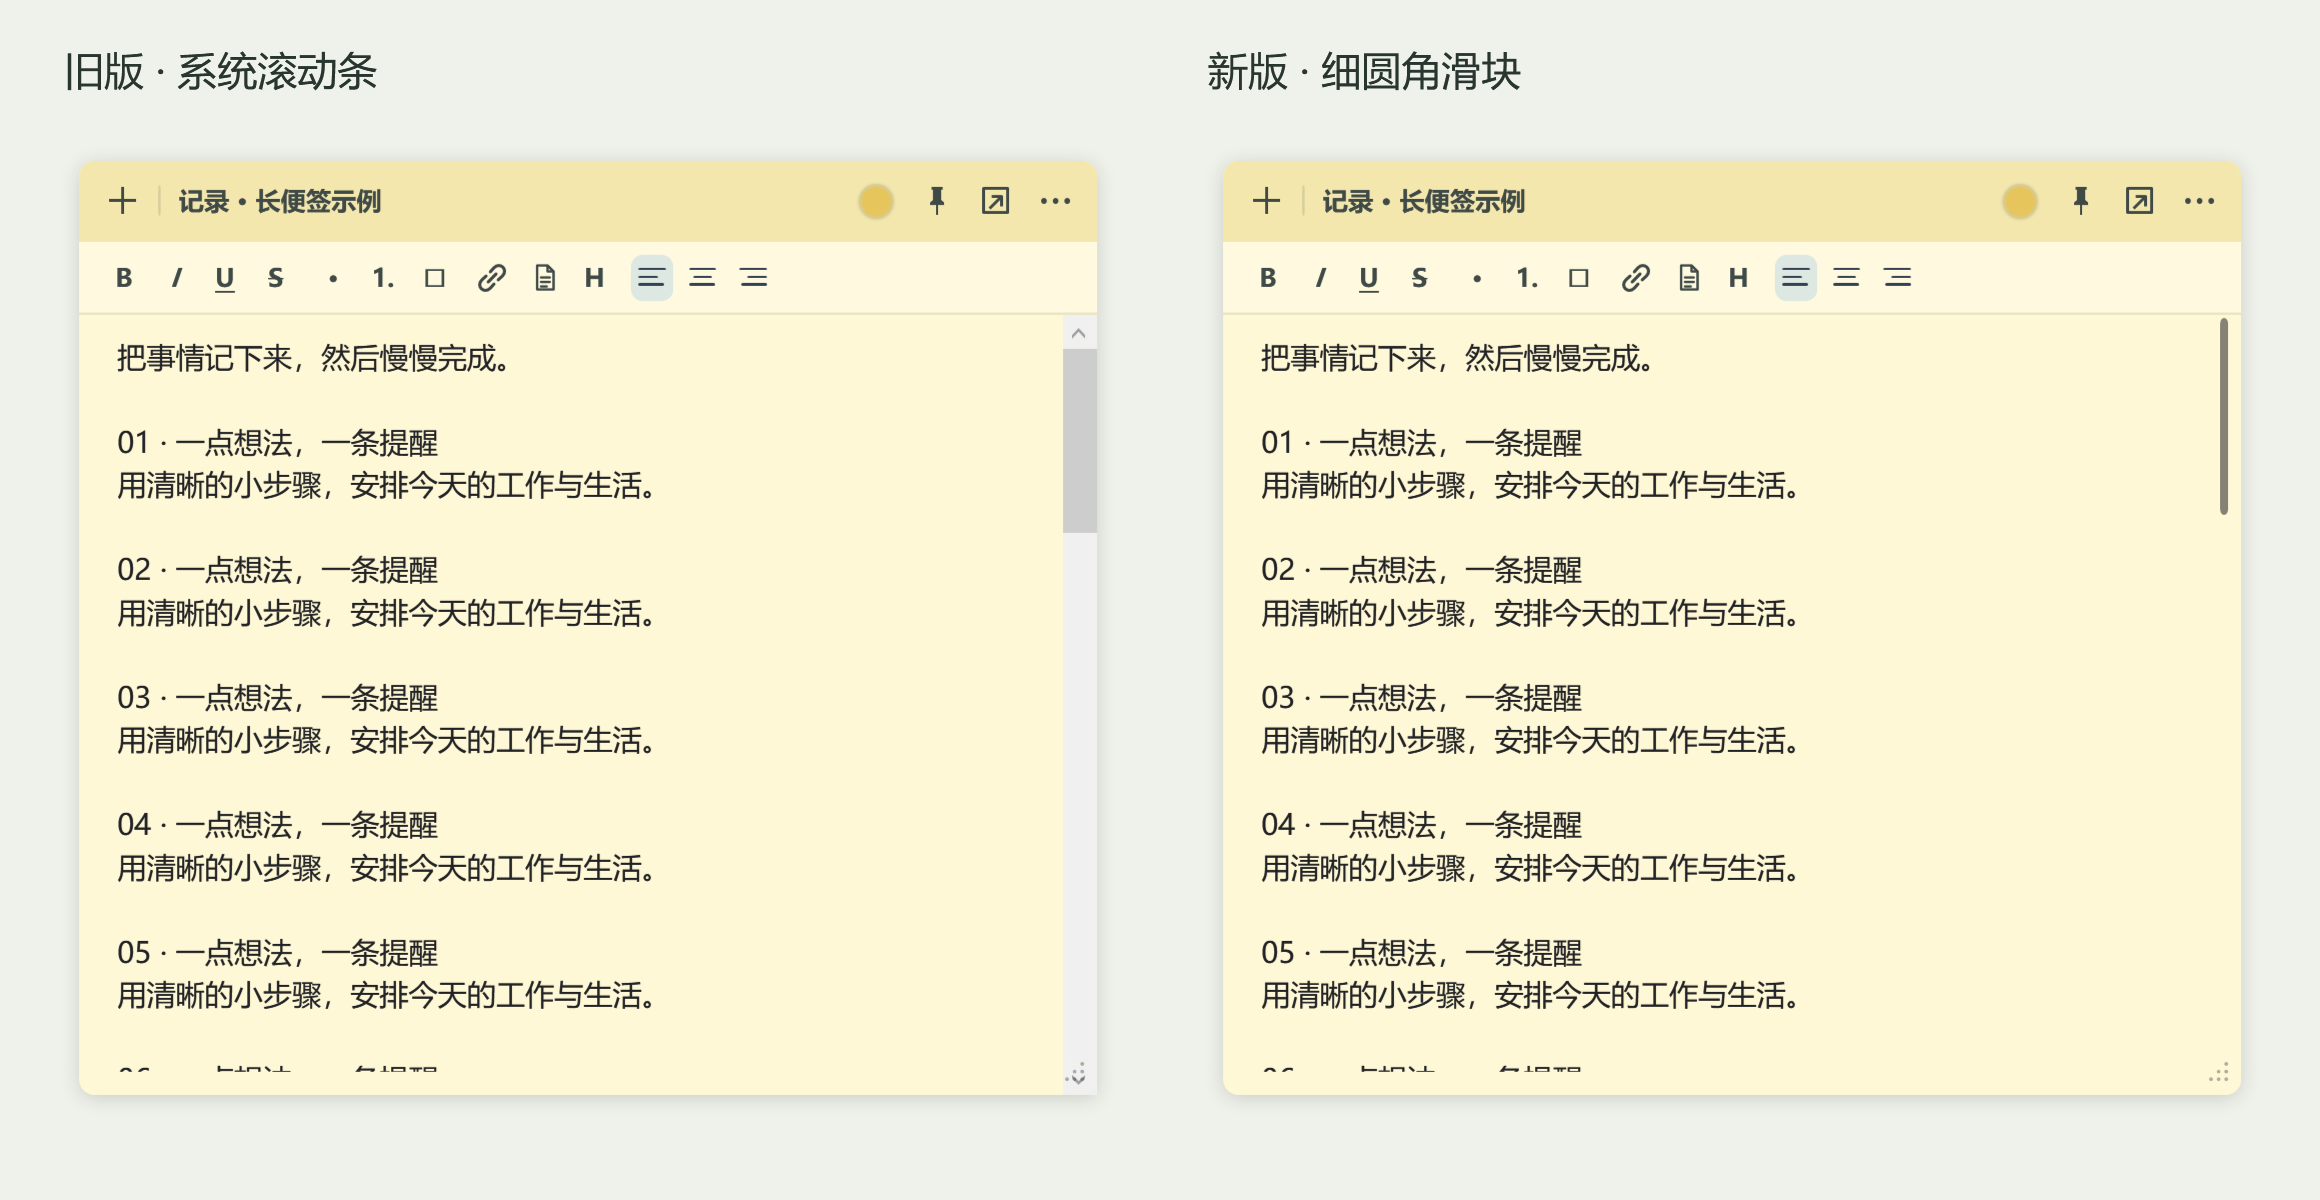 旧版 · 系统滚动条
记录 • 长便签示例
B I U S • 1. H
把事情记下来，然后慢慢完成。
01 · 一点想法，一条提醒
用清晰的小步骤，安排今天的工作与生活。
02 · 一点想法，一条提醒
用清晰的小步骤，安排今天的工作与生活。
03 · 一点想法，一条提醒
用清晰的小步骤，安排今天的工作与生活。
04 · 一点想法，一条提醒
用清晰的小步骤，安排今天的工作与生活。
05 · 一点想法，一条提醒
用清晰的小步骤，安排今天的工作与生活。
新版 · 细圆角滑块
记录 • 长便签示例
B I U S • 1. H
把事情记下来，然后慢慢完成。
01 · 一点想法，一条提醒
用清晰的小步骤，安排今天的工作与生活。
02 · 一点想法，一条提醒
用清晰的小步骤，安排今天的工作与生活。
03 · 一点想法，一条提醒
用清晰的小步骤，安排今天的工作与生活。
04 · 一点想法，一条提醒
用清晰的小步骤，安排今天的工作与生活。
05 · 一点想法，一条提醒
用清晰的小步骤，安排今天的工作与生活。